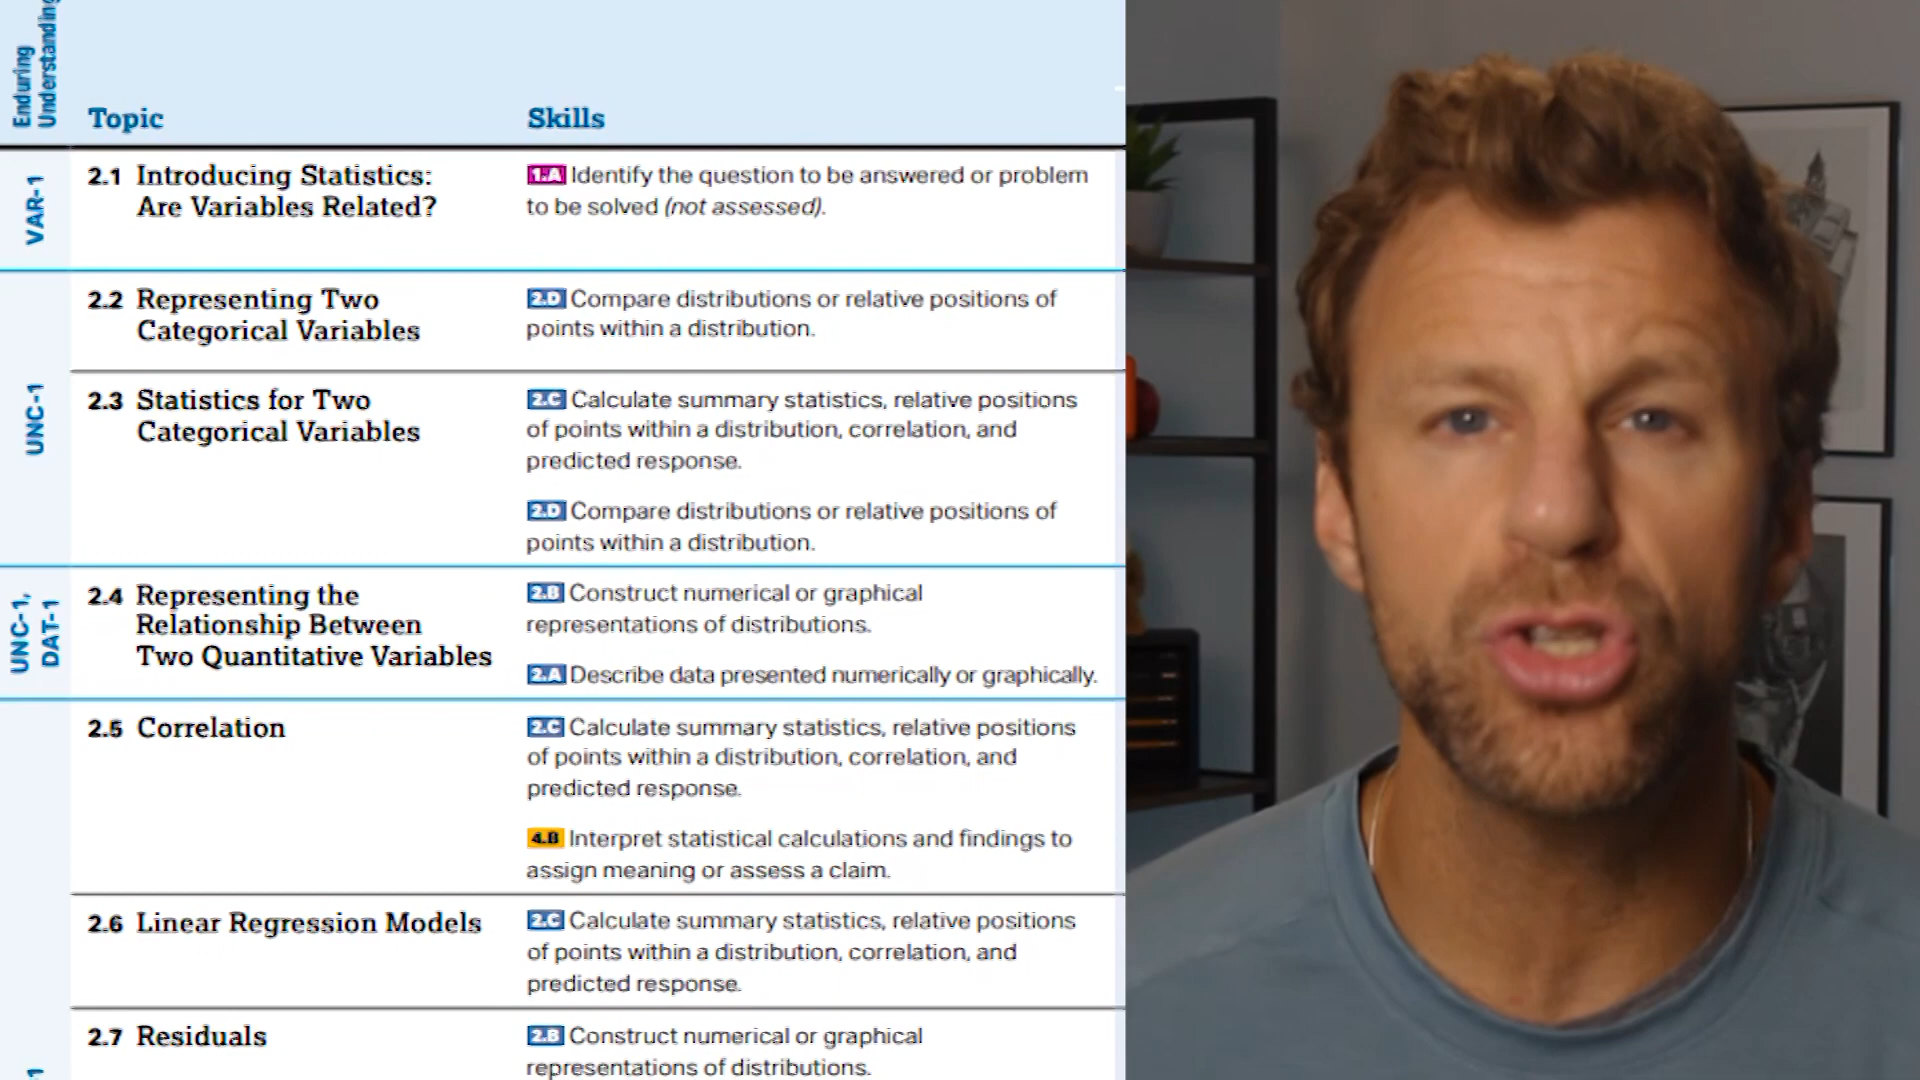 Enduring
Understanding
Topic
Skills
VAR-1
2.1 Introducing Statistics:
Are Variables Related?
1.A Identify the question to be answered or problem
to be solved (not assessed).
UNC-1
2.2 Representing Two
Categorical Variables
2.D Compare distributions or relative positions of
points within a distribution.
2.3 Statistics for Two
Categorical Variables
2.C Calculate summary statistics, relative positions
of points within a distribution, correlation, and
predicted response.
2.D Compare distributions or relative positions of
points within a distribution.
UNC-1,
DAT-1
2.4 Representing the
Relationship Between
Two Quantitative Variables
2.B Construct numerical or graphical
representations of distributions.
2.A Describe data presented numerically or graphically.
2.5 Correlation
2.C Calculate summary statistics, relative positions
of points within a distribution, correlation, and
predicted response.
4.B Interpret statistical calculations and findings to
assign meaning or assess a claim.
2.6 Linear Regression Models
2.C Calculate summary statistics, relative positions
of points within a distribution, correlation, and
predicted response.
2.7 Residuals
2.B Construct numerical or graphical
representations of distributions.